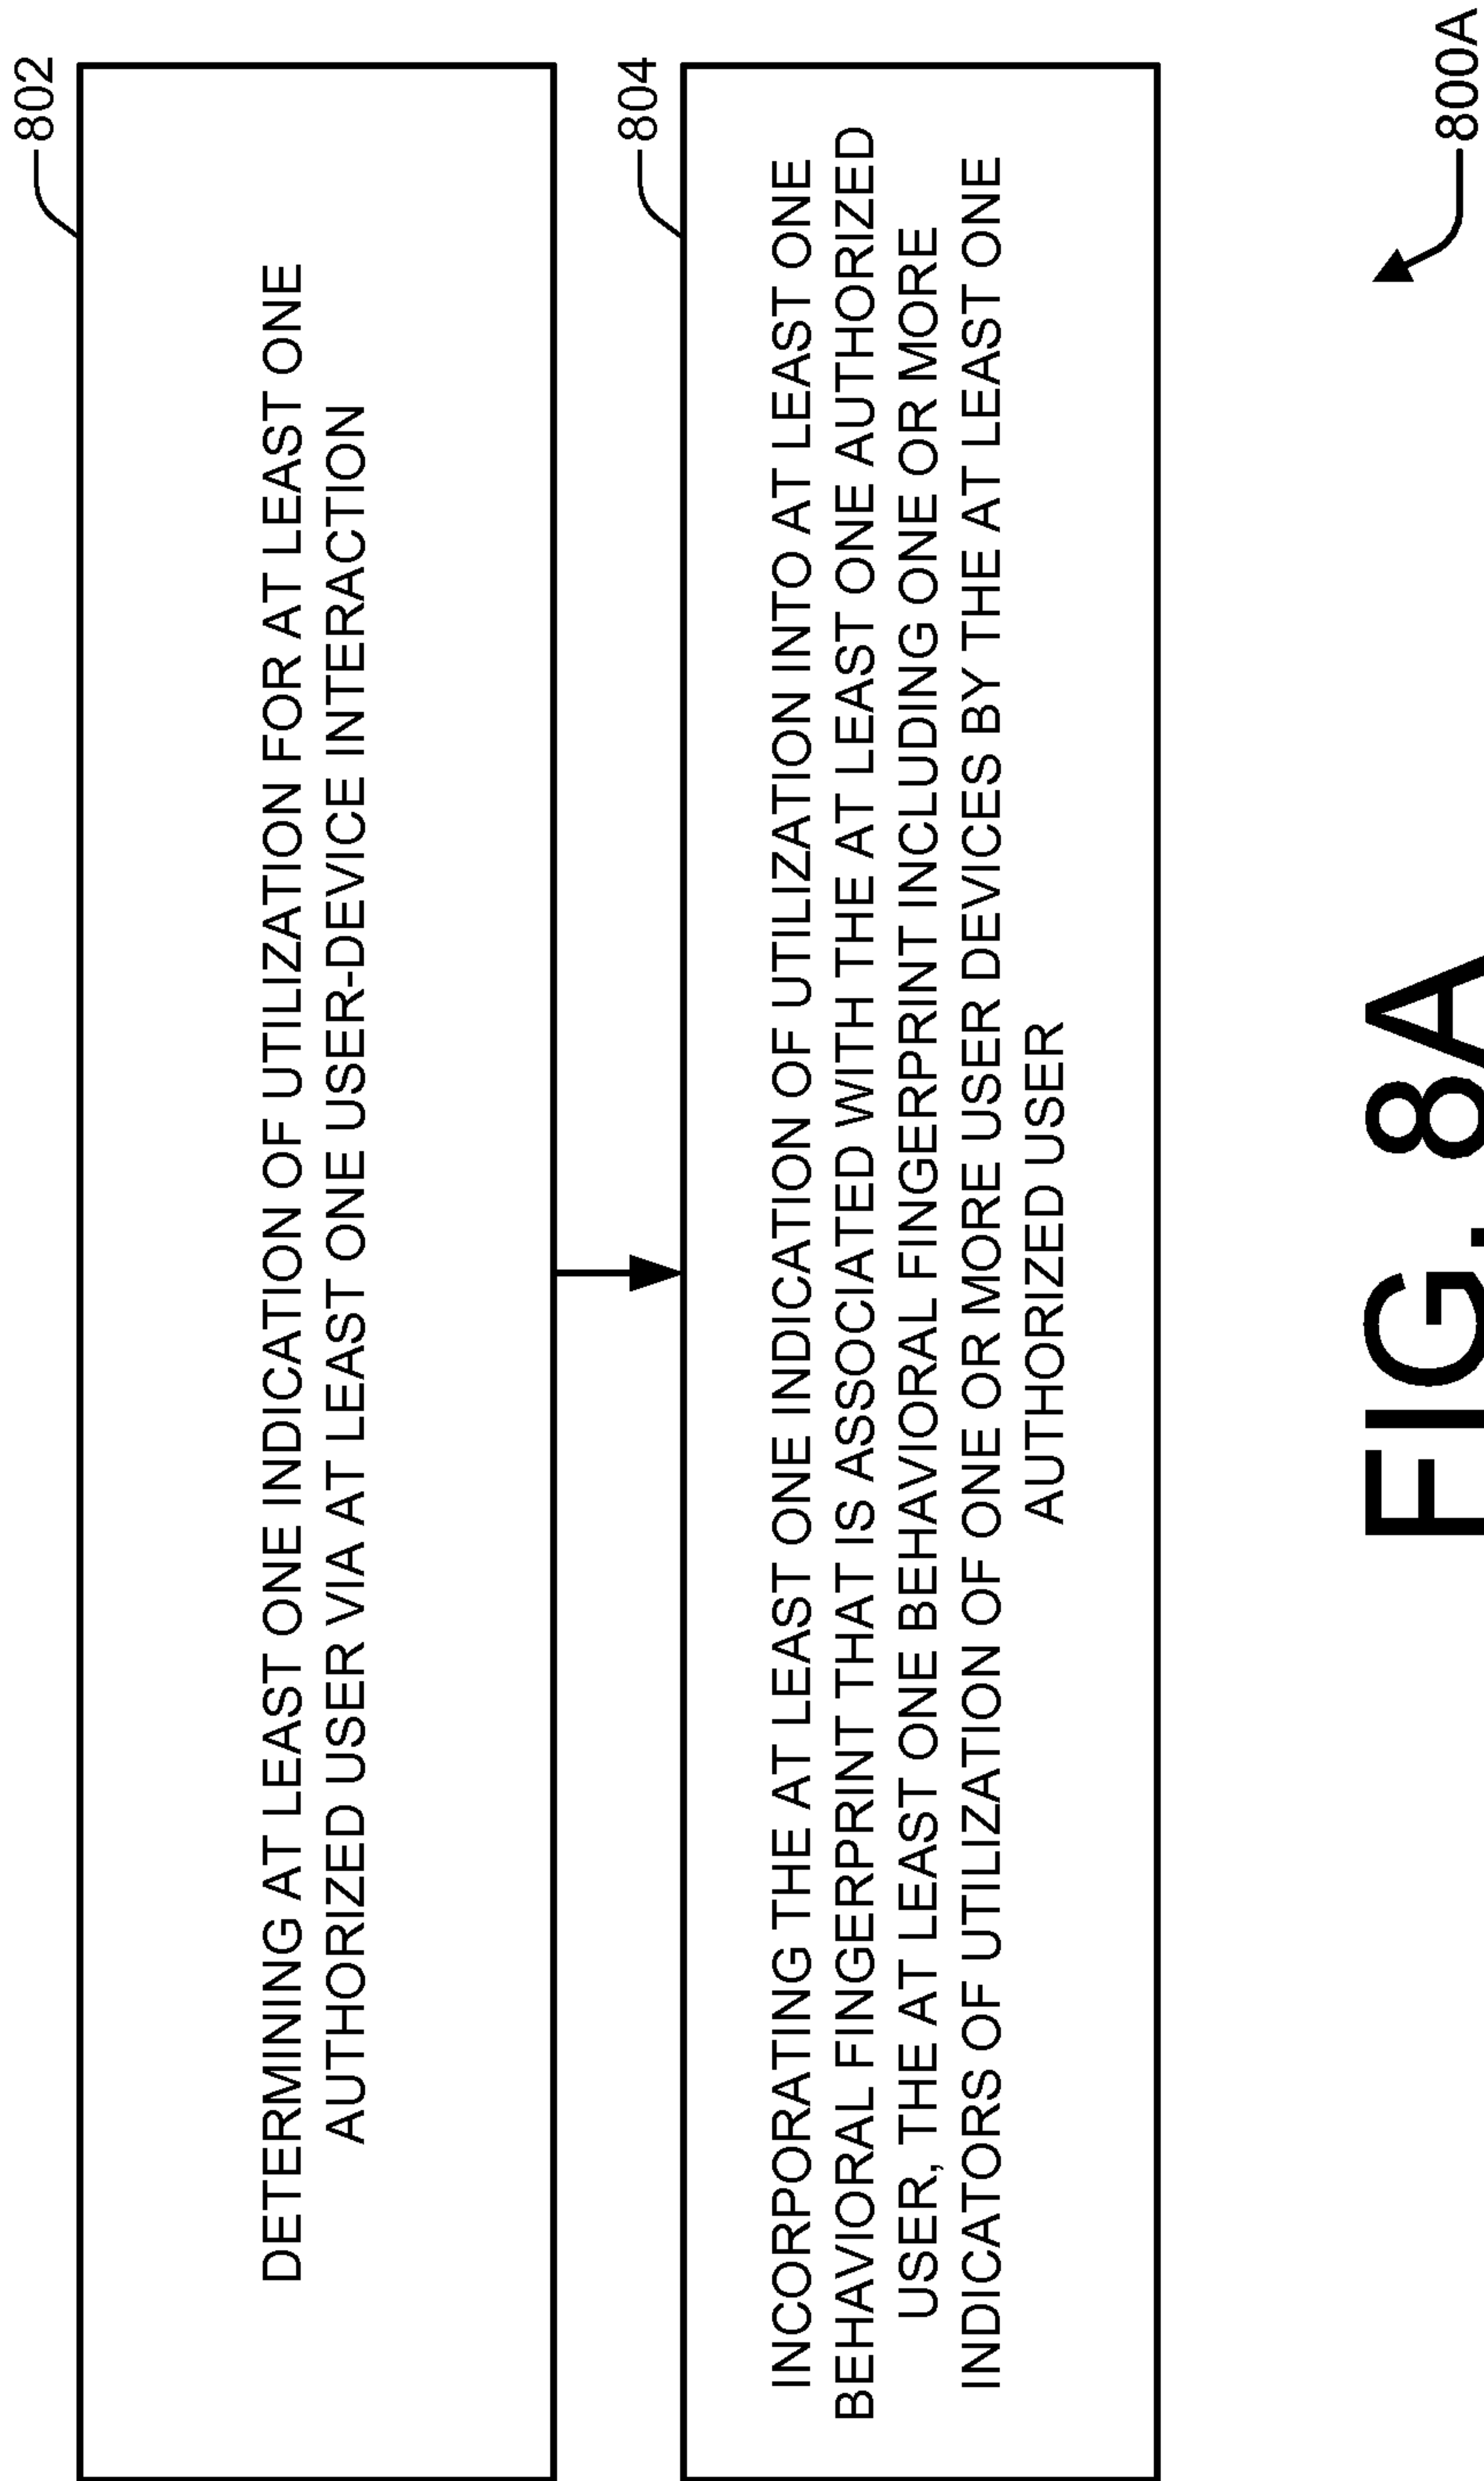 802
DETERMINING AT LEAST ONE INDICATION OF UTILIZATION FOR AT LEAST ONE
AUTHORIZED USER VIA AT LEAST ONE USER-DEVICE INTERACTION
804
INCORPORATING THE AT LEAST ONE INDICATION OF UTILIZATION INTO AT LEAST ONE
BEHAVIORAL FINGERPRINT THAT IS ASSOCIATED WITH THE AT LEAST ONE AUTHORIZED
USER, THE AT LEAST ONE BEHAVIORAL FINGERPRINT INCLUDING ONE OR MORE
INDICATORS OF UTILIZATION OF ONE OR MORE USER DEVICES BY THE AT LEAST ONE
AUTHORIZED USER
800A
FIG. 8A